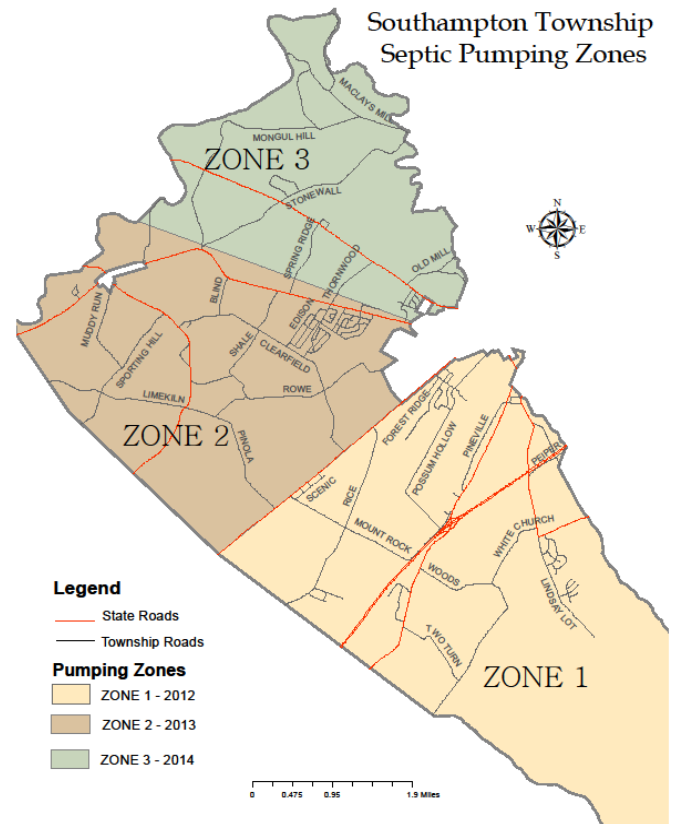 Southampton Township
Septic Pumping Zones
MACLAYS MILL
MONGUL HILL
ZONE 3
STONEWALL
N
W
E
S
SPRING RIDGE
THORNWOOD
OLD MILL
BLIND
EDISON
MUDDY RUN
SHALE
CLEARFIELD
SPORTING HILL
ROWE
LIMEKILN
FOREST RIDGE
ZONE 2
PINOLA
POSSUM HOLLOW
PINEVILLE
PEIPER
SCENIC
RICE
MOUNT ROCK
WHITE CHURCH
WOODS
LINDSAY LOT
TWO TURN
ZONE 1
Legend
State Roads
Township Roads
Pumping Zones
ZONE 1 - 2012
ZONE 2 - 2013
ZONE 3 - 2014
0 0.475 0.95 1.9 Miles